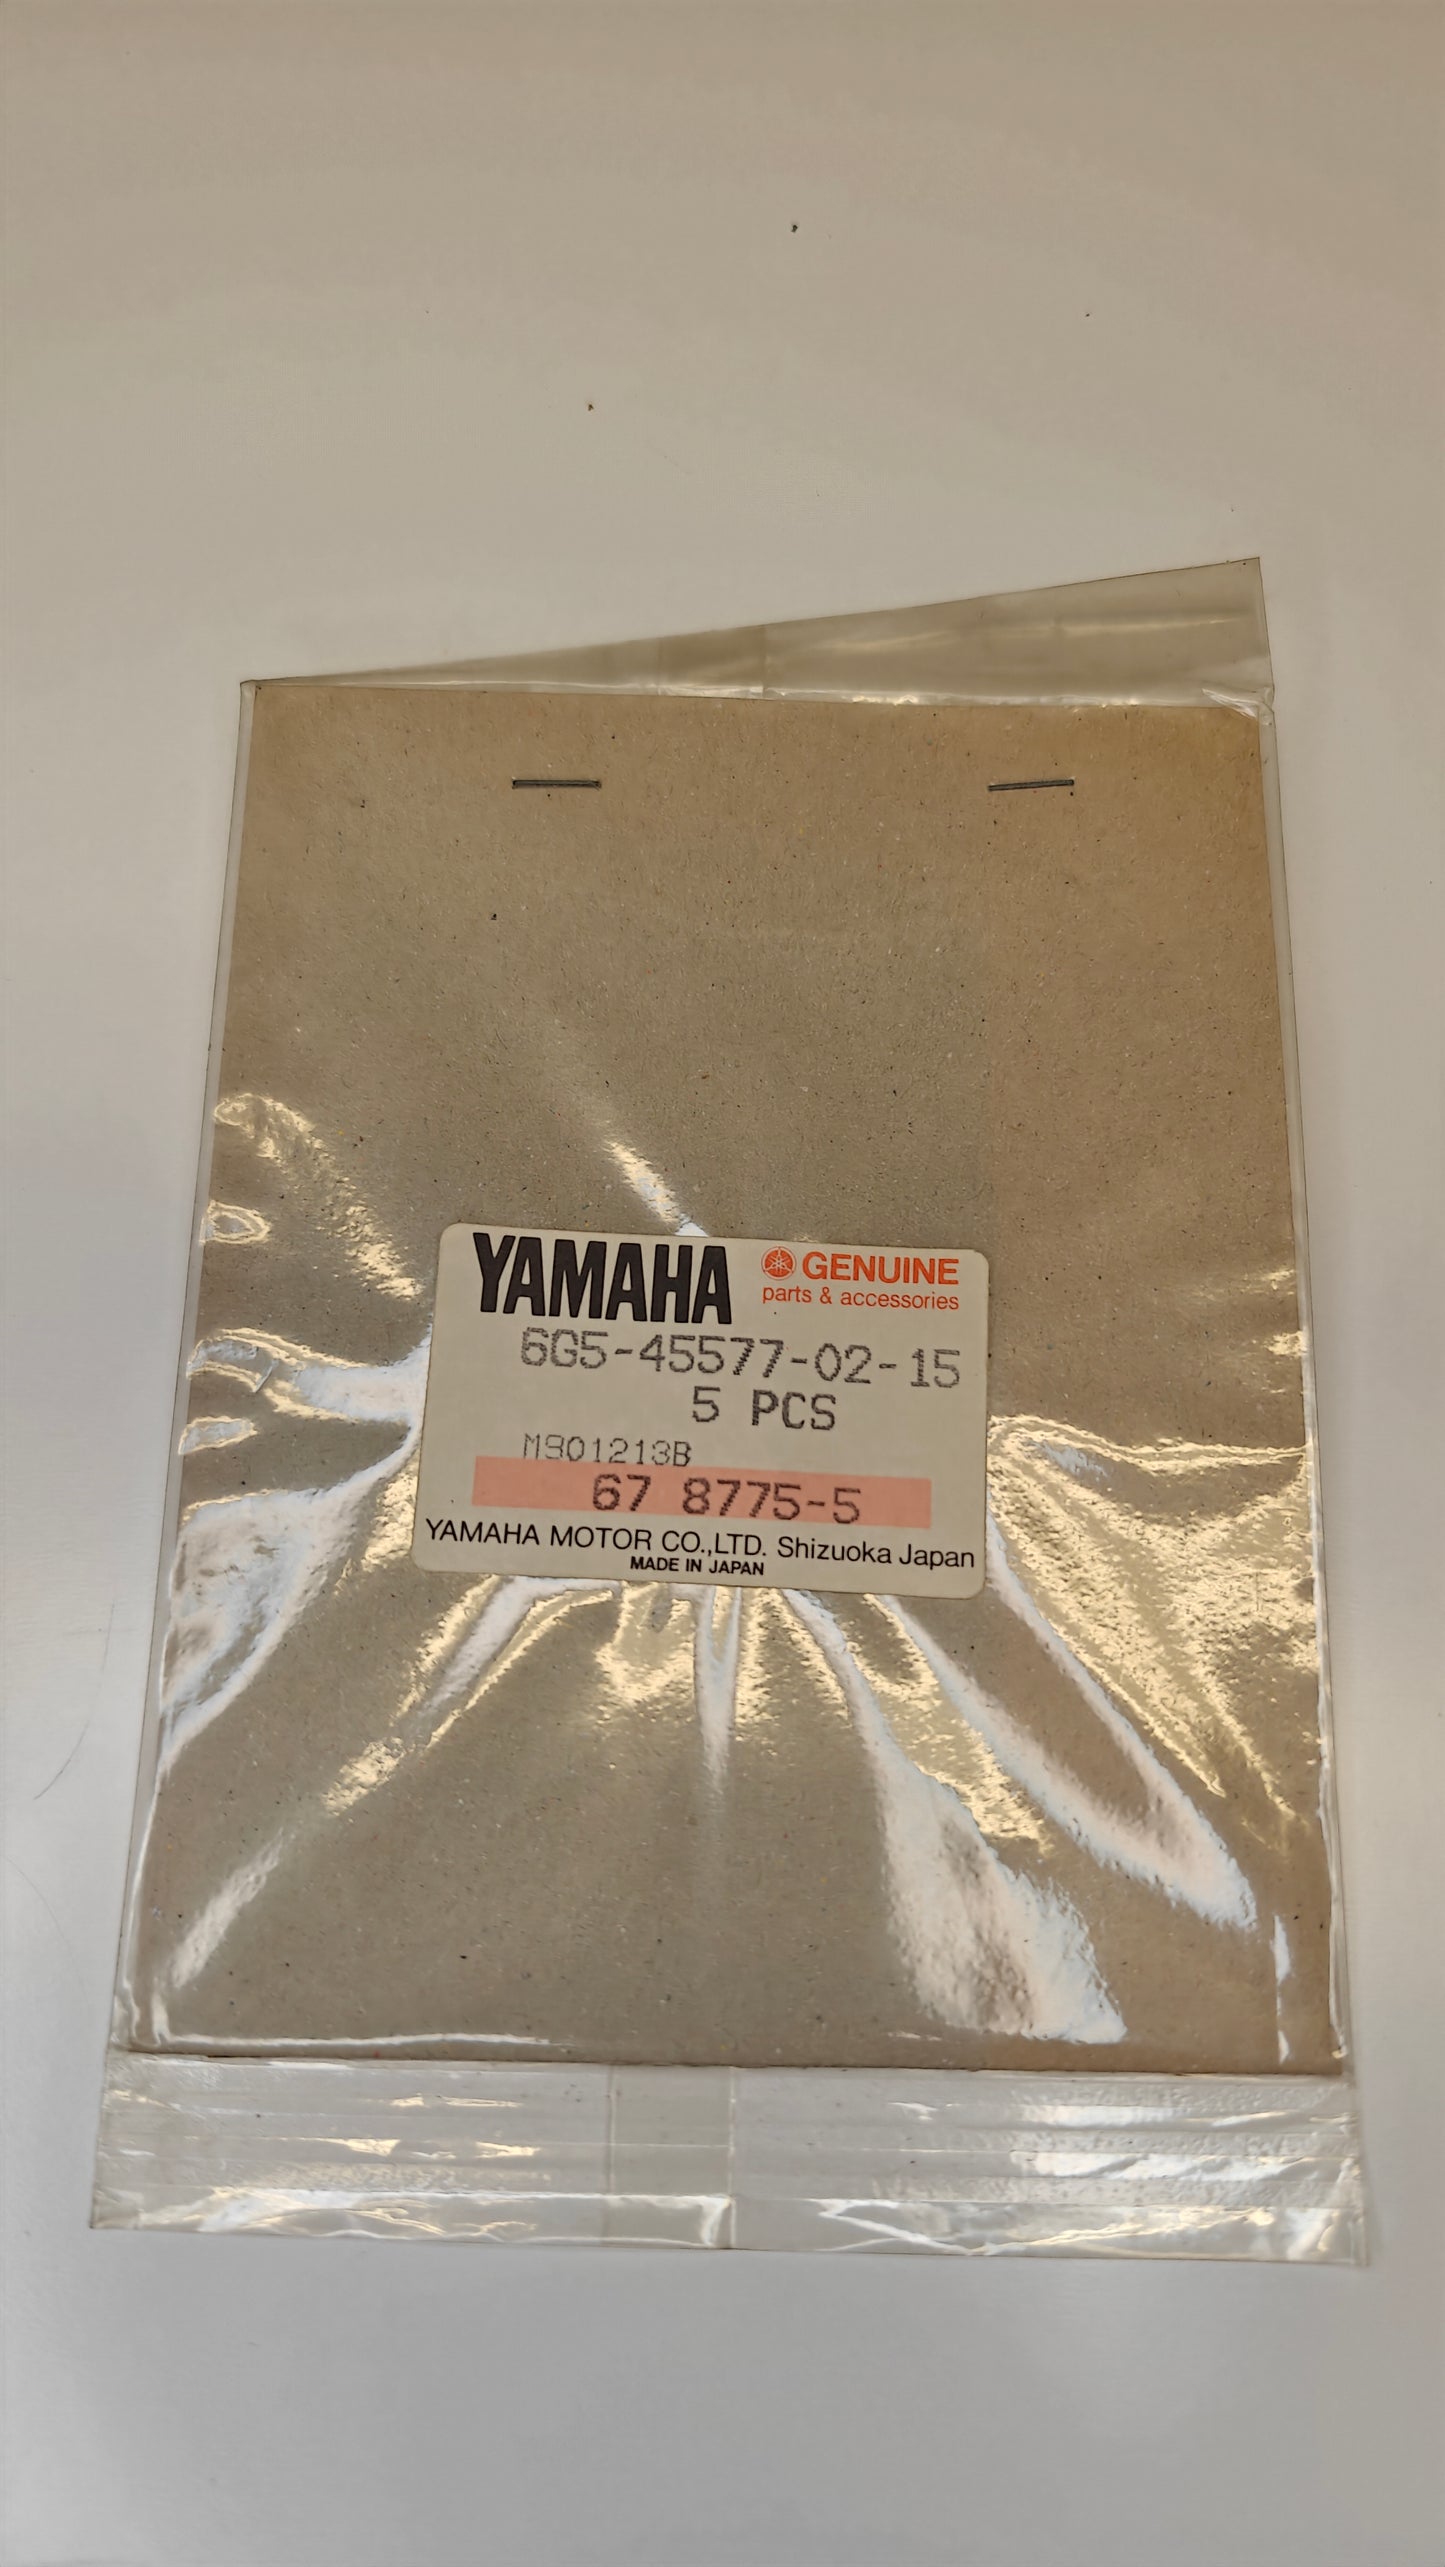 YAMAHA GENUINE
parts & accessories
6G5-45577-02-15
5 PCS
M901213B
67 8775-5
YAMAHA MOTOR CO.,LTD. Shizuoka Japan
MADE IN JAPAN